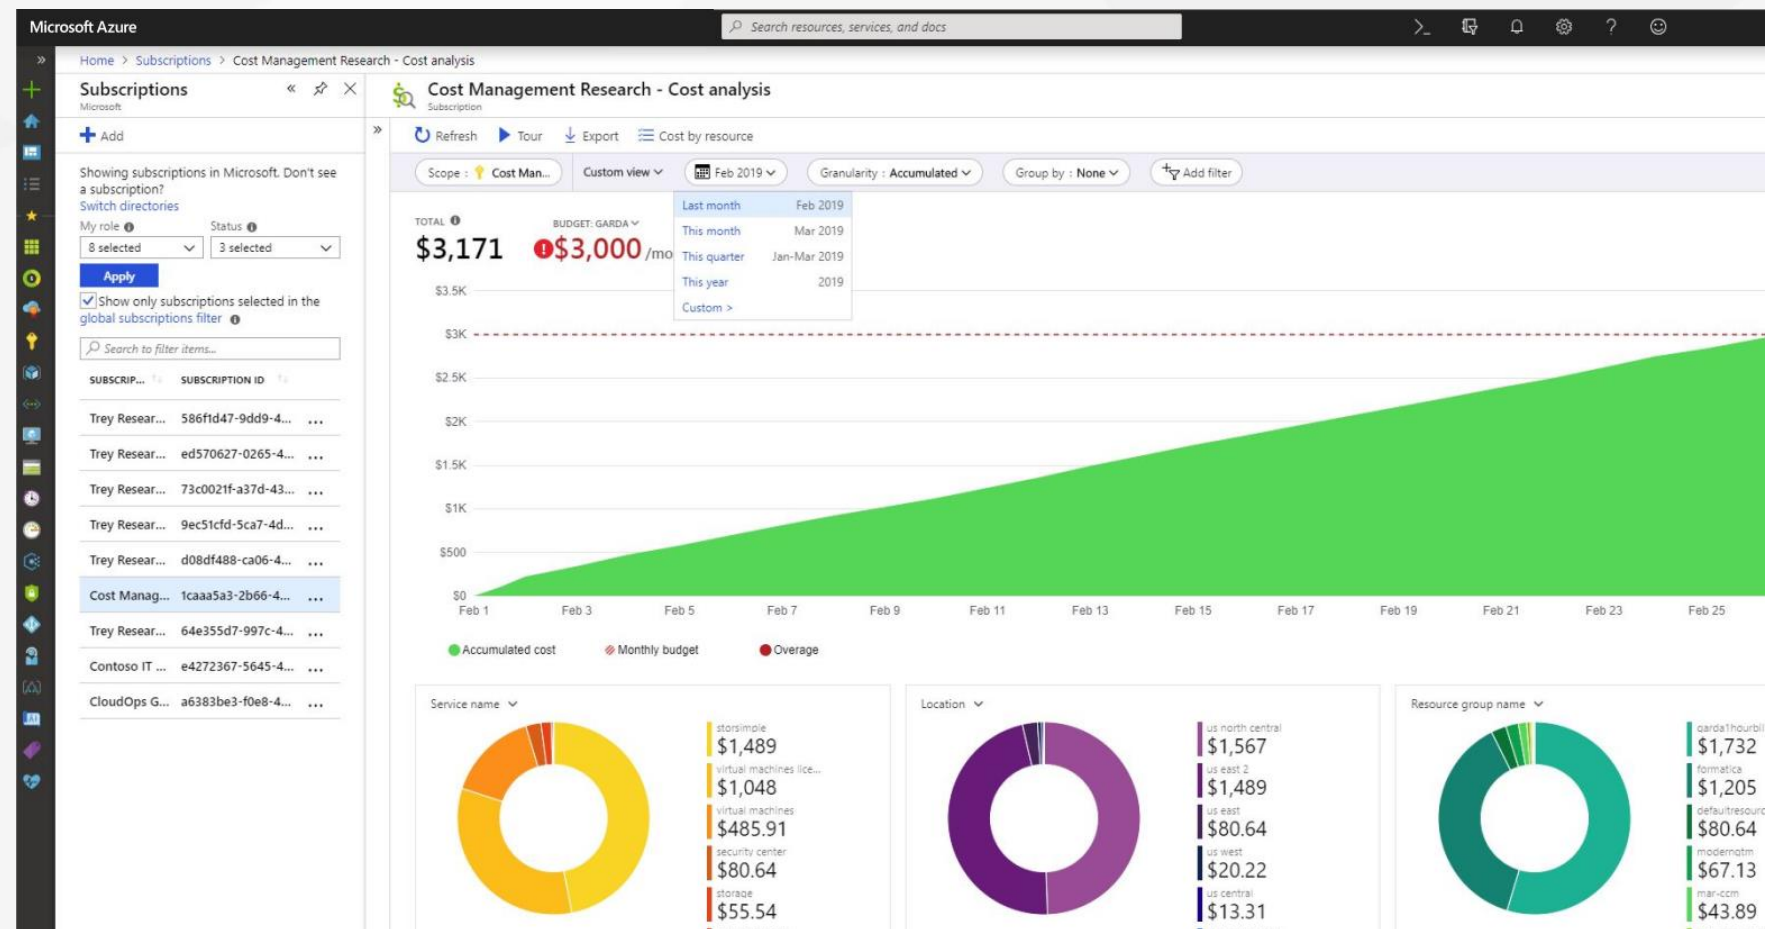 Microsoft Azure
Search resources, services, and docs
Home > Subscriptions > Cost Management Research - Cost analysis
Subscriptions
Microsoft
Add
Showing subscriptions in Microsoft. Don't see
a subscription?
Switch directories
My role
Status
8 selected
3 selected
Apply
Show only subscriptions selected in the
global subscriptions filter
Search to filter items...
SUBSCRIP... SUBSCRIPTION ID
Trey Resear... 586f1d47-9dd9-4... ...
Trey Resear... ed570627-0265-4... ...
Trey Resear... 73c0021f-a37d-43... ...
Trey Resear... 9ec51cfd-5ca7-4d... ...
Trey Resear... d08df488-ca06-4... ...
Cost Manag... 1caaa5a3-2b66-4... ...
Trey Resear... 64e355d7-997c-4... ...
Contoso IT ... e4272367-5645-4... ...
CloudOps G... a6383be3-f0e8-4... ...
Cost Management Research - Cost analysis
Subscription
Refresh Tour Export Cost by resource
Scope : Cost Man... Custom view Feb 2019 Granularity : Accumulated Group by : None Add filter
Last month Feb 2019
This month Mar 2019
This quarter Jan-Mar 2019
This year 2019
Custom >
TOTAL
$3,171
BUDGET: GARDA
$3,000 /mo
$3.5K
$3K
$2.5K
$2K
$1.5K
$1K
$500
$0
Feb 1 Feb 3 Feb 5 Feb 7 Feb 9 Feb 11 Feb 13 Feb 15 Feb 17 Feb 19 Feb 21 Feb 23 Feb 25
Accumulated cost Monthly budget Overage
Service name
storsimple
$1,489
virtual machines lice...
$1,048
virtual machines
$485.91
security center
$80.64
storage
$55.54
Location
us north central
$1,567
us east 2
$1,489
us east
$80.64
us west
$20.22
us central
$13.31
Resource group name
garda1hourbil
$1,732
formatica
$1,205
defaultresourc
$80.64
modernqtm
$67.13
mar-ccm
$43.89